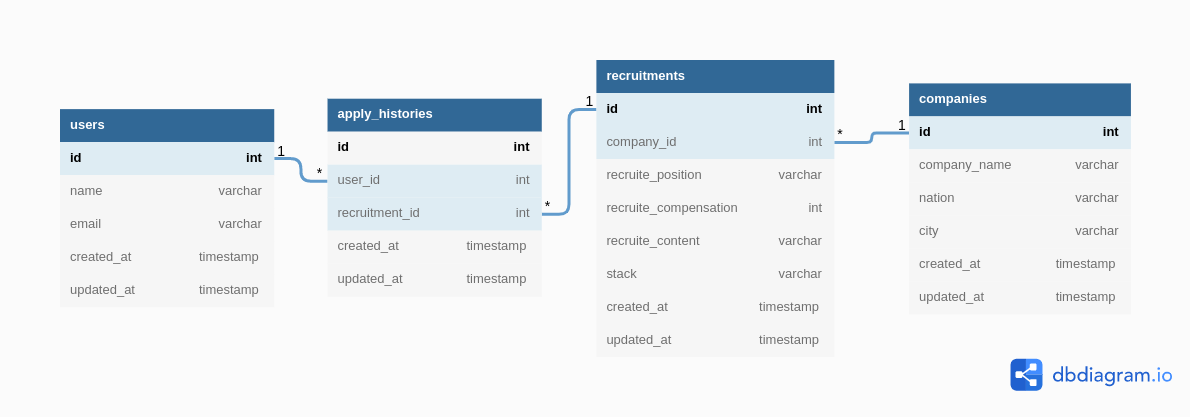 users
id int
name varchar
email varchar
created_at timestamp
updated_at timestamp
1
*
apply_histories
id int
user_id int
recruitment_id int
created_at timestamp
updated_at timestamp
*
1
recruitments
id int
company_id int
recruite_position varchar
recruite_compensation int
recruite_content varchar
stack varchar
created_at timestamp
updated_at timestamp
*
1
companies
id int
company_name varchar
nation varchar
city varchar
created_at timestamp
updated_at timestamp
dbdiagram.io